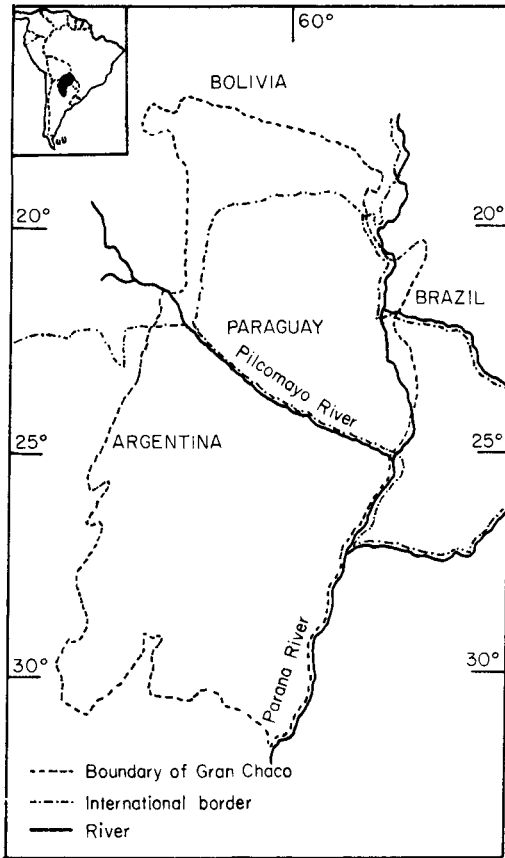 60°
BOLIVIA
20°
20°
BRAZIL
PARAGUAY
Pilcomayo River
ARGENTINA
25°
25°
Parana River
30°
30°
Boundary of Gran Chaco
International border
River